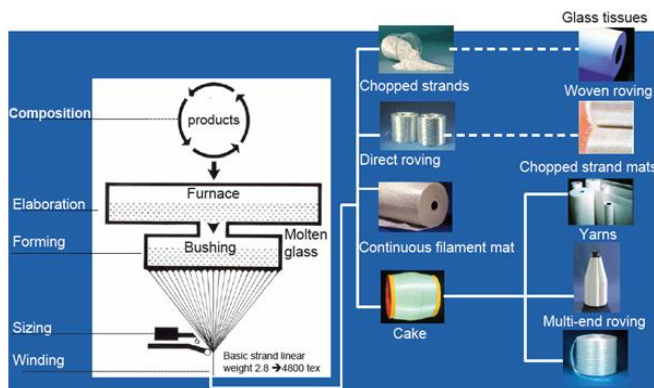 Glass tissues
Chopped strands
Woven roving
Composition
products
Direct roving
Chopped strand mats
Furnace
Elaboration
Molten
glass
Bushing
Forming
Continuous filament mat
Yarns
Sizing
Cake
Multi-end roving
Winding
Basic strand linear
weight 2.8 ➔4800 tex